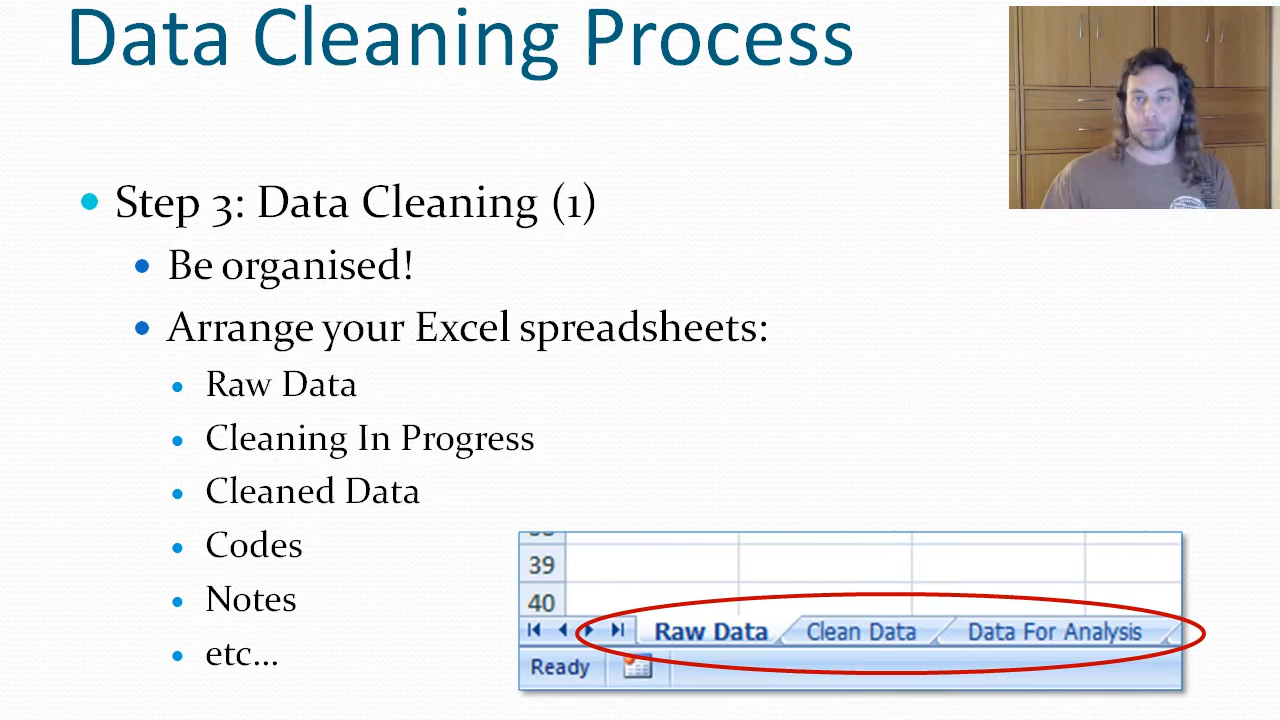 Data Cleaning Process
Step 3: Data Cleaning (1)
Be organised!
Arrange your Excel spreadsheets:
Raw Data
Cleaning In Progress
Cleaned Data
Codes
Notes
etc...
39
40
Raw Data Clean Data Data For Analysis
Ready